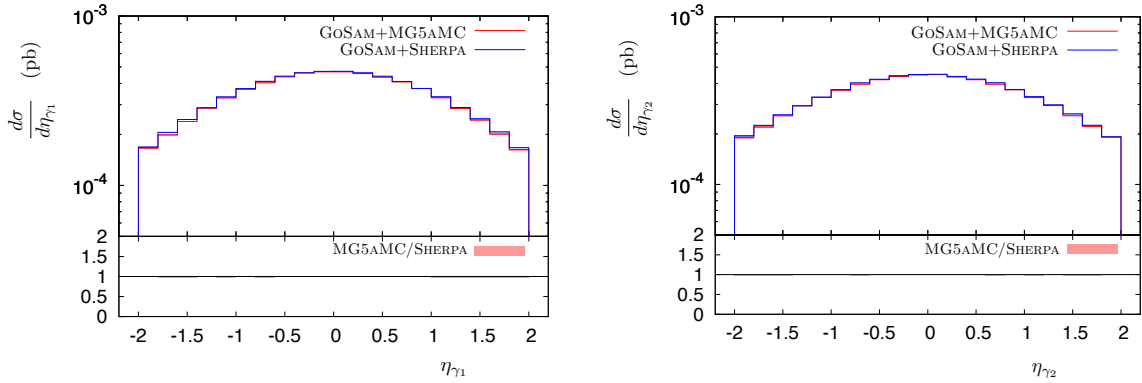 GoSam+MG5aMC
GoSam+Sherpa
dσ/dη_γ1 (pb)
10^-3
10^-4
2
MG5aMC/Sherpa
1.5
1
0.5
0
-2 -1.5 -1 -0.5 0 0.5 1 1.5 2
η_γ1
GoSam+MG5aMC
GoSam+Sherpa
dσ/dη_γ2 (pb)
10^-3
10^-4
2
MG5aMC/Sherpa
1.5
1
0.5
0
-2 -1.5 -1 -0.5 0 0.5 1 1.5 2
η_γ2